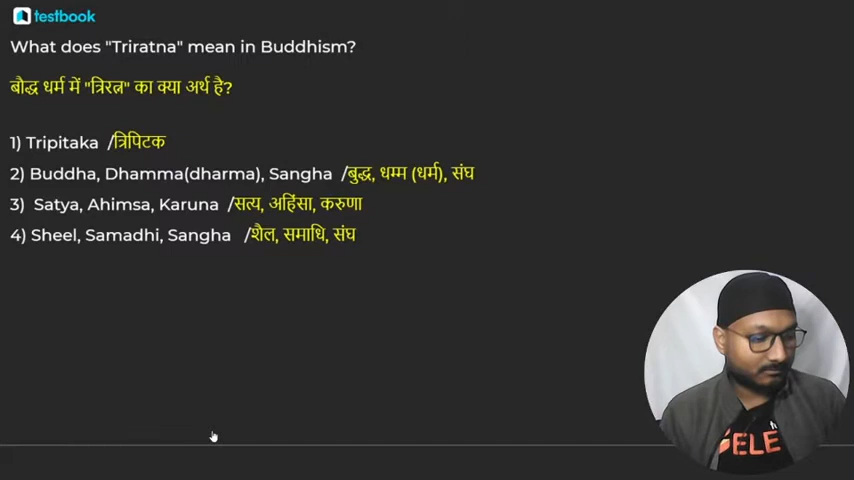 testbook
What does "Triratna" mean in Buddhism?
बौद्ध धर्म में "त्रिरत्न" का क्या अर्थ है?
1) Tripitaka /त्रिपिटक
2) Buddha, Dhamma(dharma), Sangha /बुद्ध, धम्म (धर्म), संघ
3) Satya, Ahimsa, Karuna /सत्य, अहिंसा, करुणा
4) Sheel, Samadhi, Sangha /शैल, समाधि, संघ